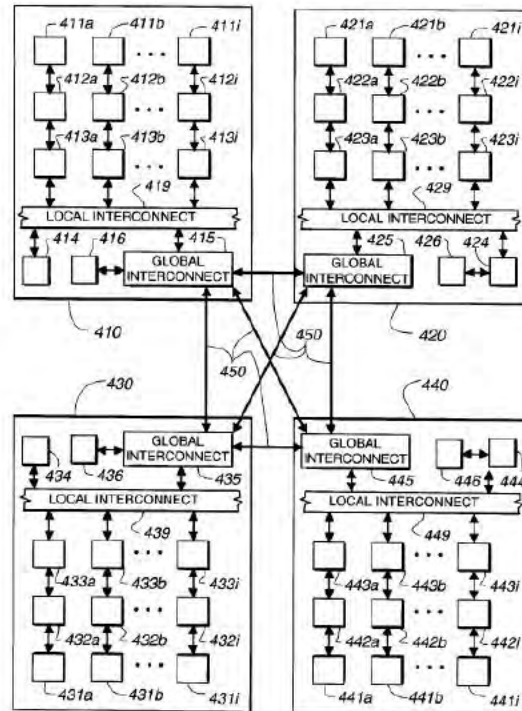 411a 411b 411i
412a 412b 412i
413a 413b 413i
419
LOCAL INTERCONNECT
414 416 415
GLOBAL
INTERCONNECT
410
421a 421b 421i
422a 422b 422i
423a 423b 423i
429
LOCAL INTERCONNECT
425 426 424
GLOBAL
INTERCONNECT
420
450
450
450
430
GLOBAL
INTERCONNECT
434 436 435
LOCAL INTERCONNECT
439
433a 433b 433i
432a 432b 432i
431a 431b 431i
440
GLOBAL
INTERCONNECT
445 446 444
LOCAL INTERCONNECT
449
443a 443b 443i
442a 442b 442i
441a 441b 441i